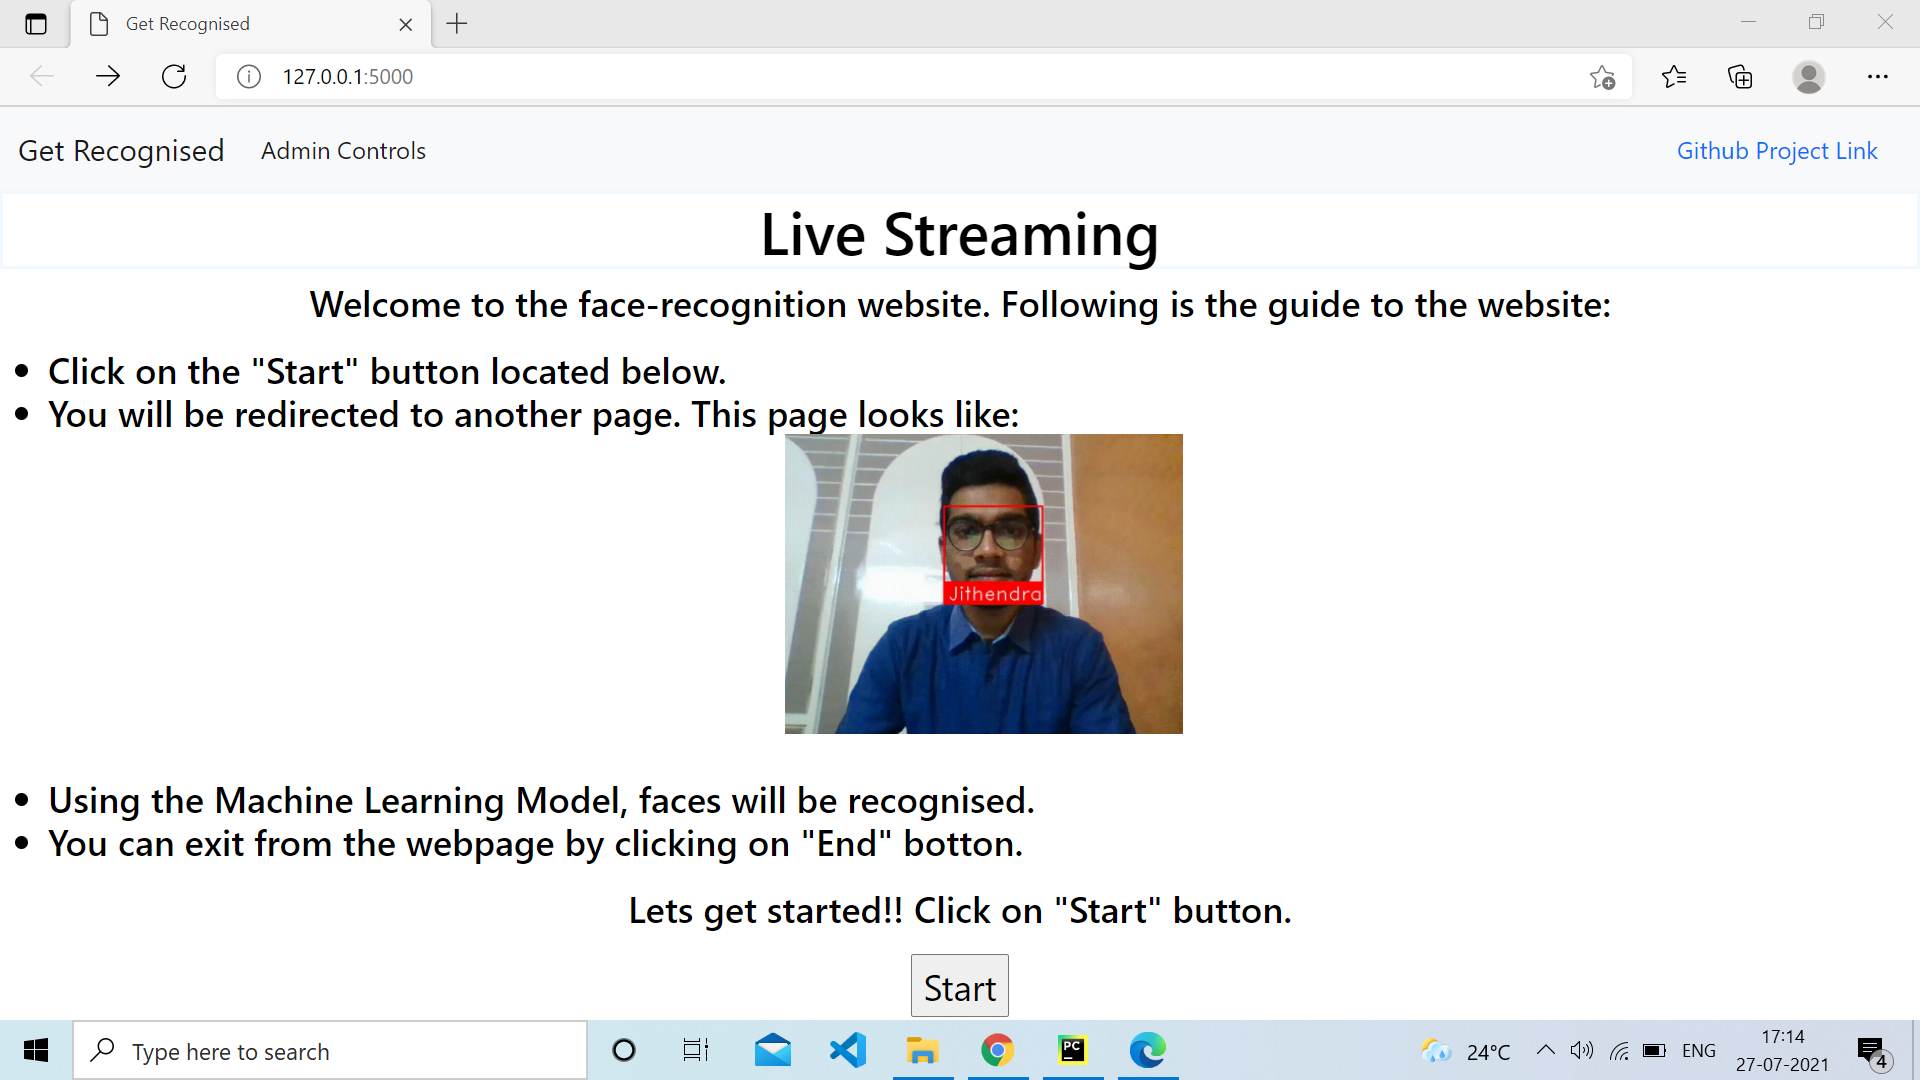 Get Recognised
127.0.0.1:5000
Get Recognised Admin Controls Github Project Link
Live Streaming
Welcome to the face-recognition website. Following is the guide to the website:
Click on the "Start" button located below.
You will be redirected to another page. This page looks like:
Jithendra
Using the Machine Learning Model, faces will be recognised.
You can exit from the webpage by clicking on "End" botton.
Lets get started!! Click on "Start" button.
Start
Type here to search
PC
24°C
ENG
17:14
27-07-2021
4